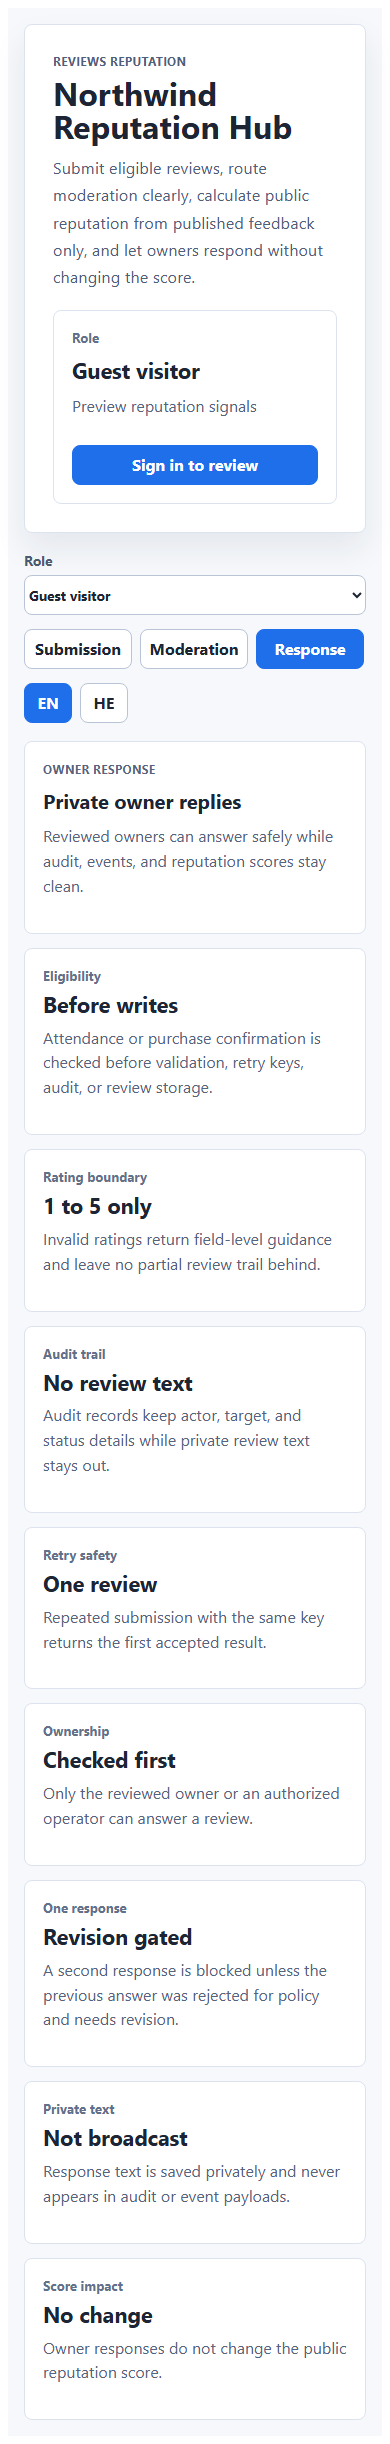 REVIEWS REPUTATION
Northwind
Reputation Hub
Submit eligible reviews, route
moderation clearly, calculate public
reputation from published feedback
only, and let owners respond without
changing the score.
Role
Guest visitor
Preview reputation signals
Sign in to review
Role
Guest visitor
Submission Moderation Response
EN HE
OWNER RESPONSE
Private owner replies
Reviewed owners can answer safely while
audit, events, and reputation scores stay
clean.
Eligibility
Before writes
Attendance or purchase confirmation is
checked before validation, retry keys,
audit, or review storage.
Rating boundary
1 to 5 only
Invalid ratings return field-level guidance
and leave no partial review trail behind.
Audit trail
No review text
Audit records keep actor, target, and
status details while private review text
stays out.
Retry safety
One review
Repeated submission with the same key
returns the first accepted result.
Ownership
Checked first
Only the reviewed owner or an authorized
operator can answer a review.
One response
Revision gated
A second response is blocked unless the
previous answer was rejected for policy
and needs revision.
Private text
Not broadcast
Response text is saved privately and never
appears in audit or event payloads.
Score impact
No change
Owner responses do not change the public
reputation score.